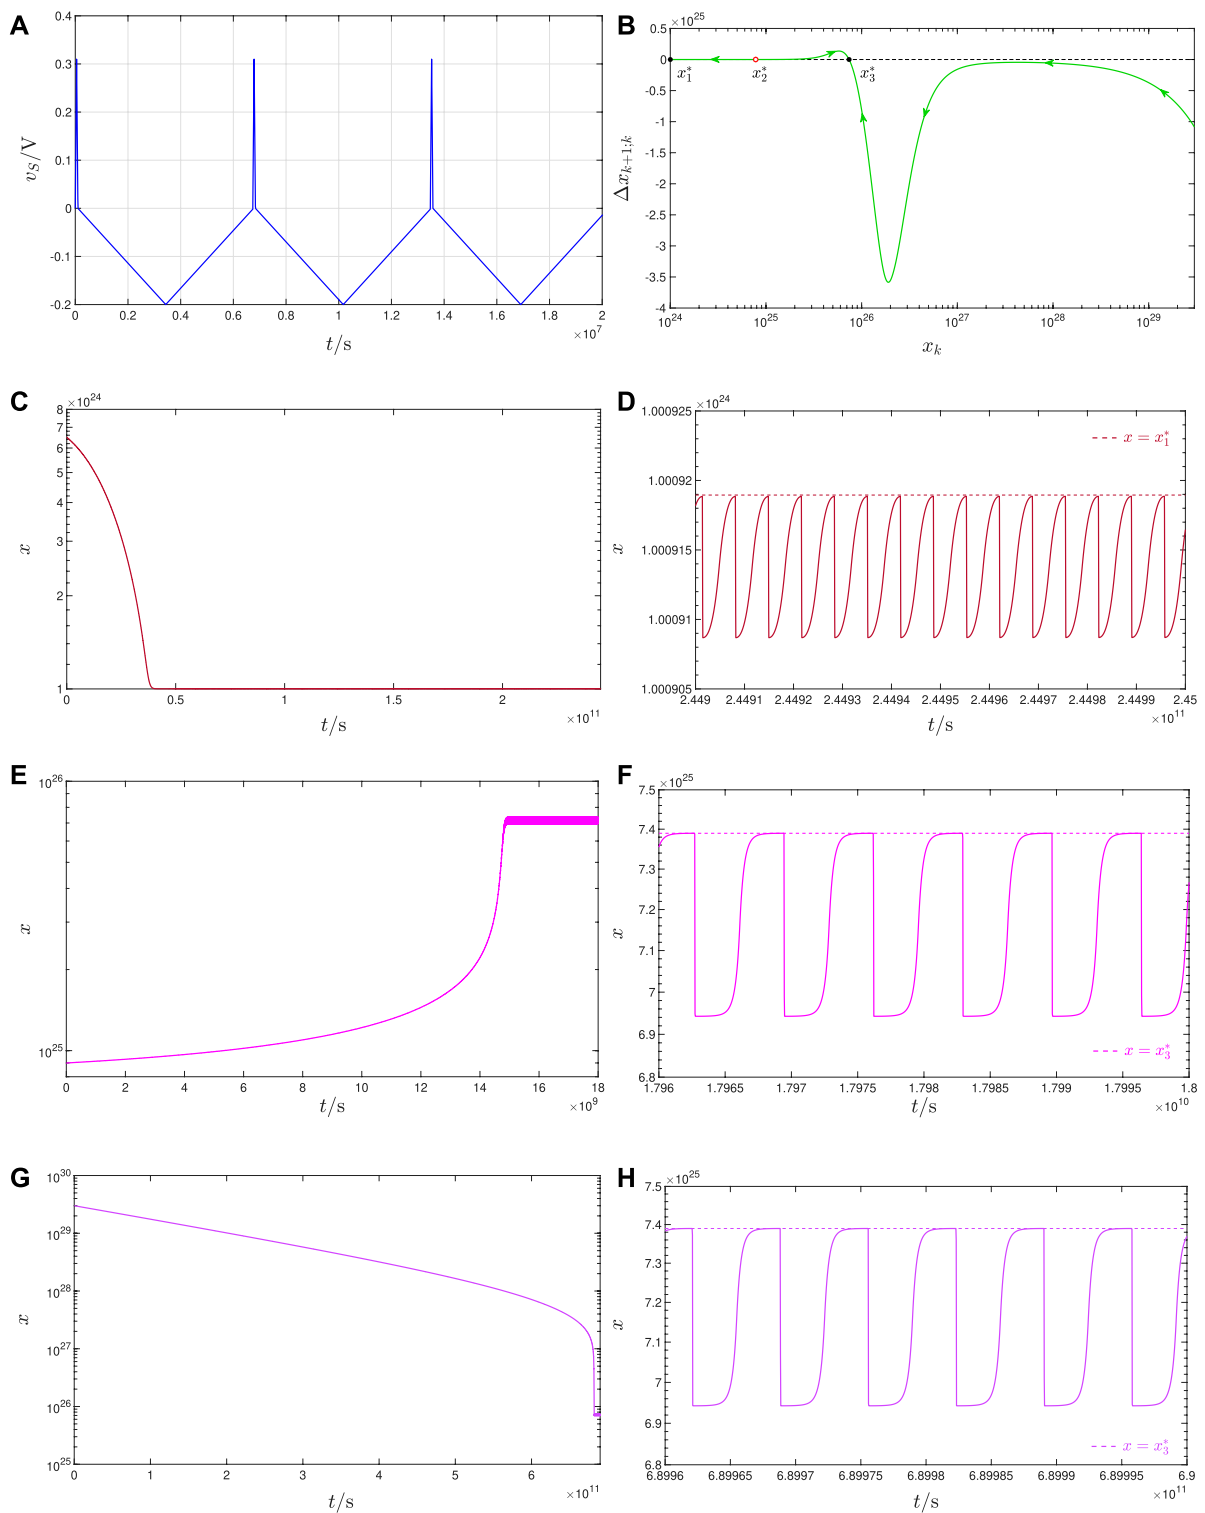 A
0.4
0.3
0.2
0.1
0
-0.1
-0.2
v_S/V
0 0.2 0.4 0.6 0.8 1 1.2 1.4 1.6 1.8 2
×10^7
t/s
B
×10^25
0.5
0
-0.5
-1
-1.5
-2
-2.5
-3
-3.5
-4
Δx_{k+1;k}
x_1^* x_2^* x_3^*
10^24 10^25 10^26 10^27 10^28 10^29
x_k
C
×10^24
8
7
6
5
4
3
2
1
x
0 0.5 1 1.5 2
×10^11
t/s
D
×10^24
1.000925
1.00092
1.000915
1.00091
1.000905
x
x = x_1^*
2.449 2.4491 2.4492 2.4493 2.4494 2.4495 2.4496 2.4497 2.4498 2.4499 2.45
×10^11
t/s
E
10^26
10^25
x
0 2 4 6 8 10 12 14 16 18
×10^9
t/s
F
×10^25
7.5
7.4
7.3
7.2
7.1
7
6.9
6.8
x
x = x_3^*
1.796 1.7965 1.797 1.7975 1.798 1.7985 1.799 1.7995 1.8
×10^10
t/s
G
10^30
10^29
10^28
10^27
10^26
10^25
x
0 1 2 3 4 5 6
×10^11
t/s
H
×10^25
7.5
7.4
7.3
7.2
7.1
7
6.9
6.8
x
x = x_3^*
6.8996 6.89965 6.8997 6.89975 6.8998 6.89985 6.8999 6.89995 6.9
×10^11
t/s